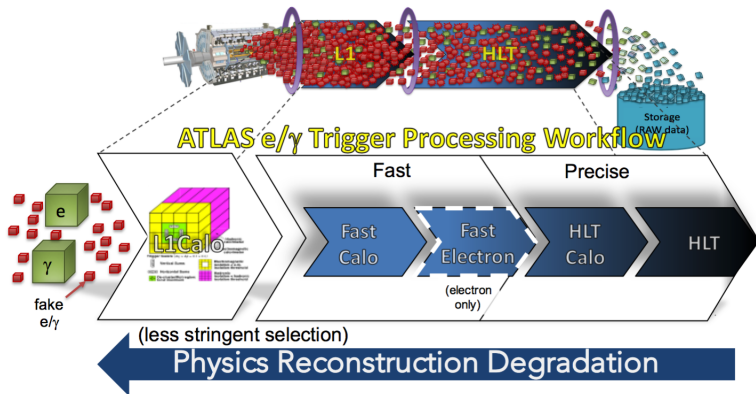 L1
HLT
Storage
(RAW data)
ATLAS e/γ Trigger Processing Workflow
Fast
Precise
e
γ
fake
e/γ
L1Calo
Fast
Calo
Fast
Electron
(electron
only)
HLT
Calo
HLT
(less stringent selection)
Physics Reconstruction Degradation